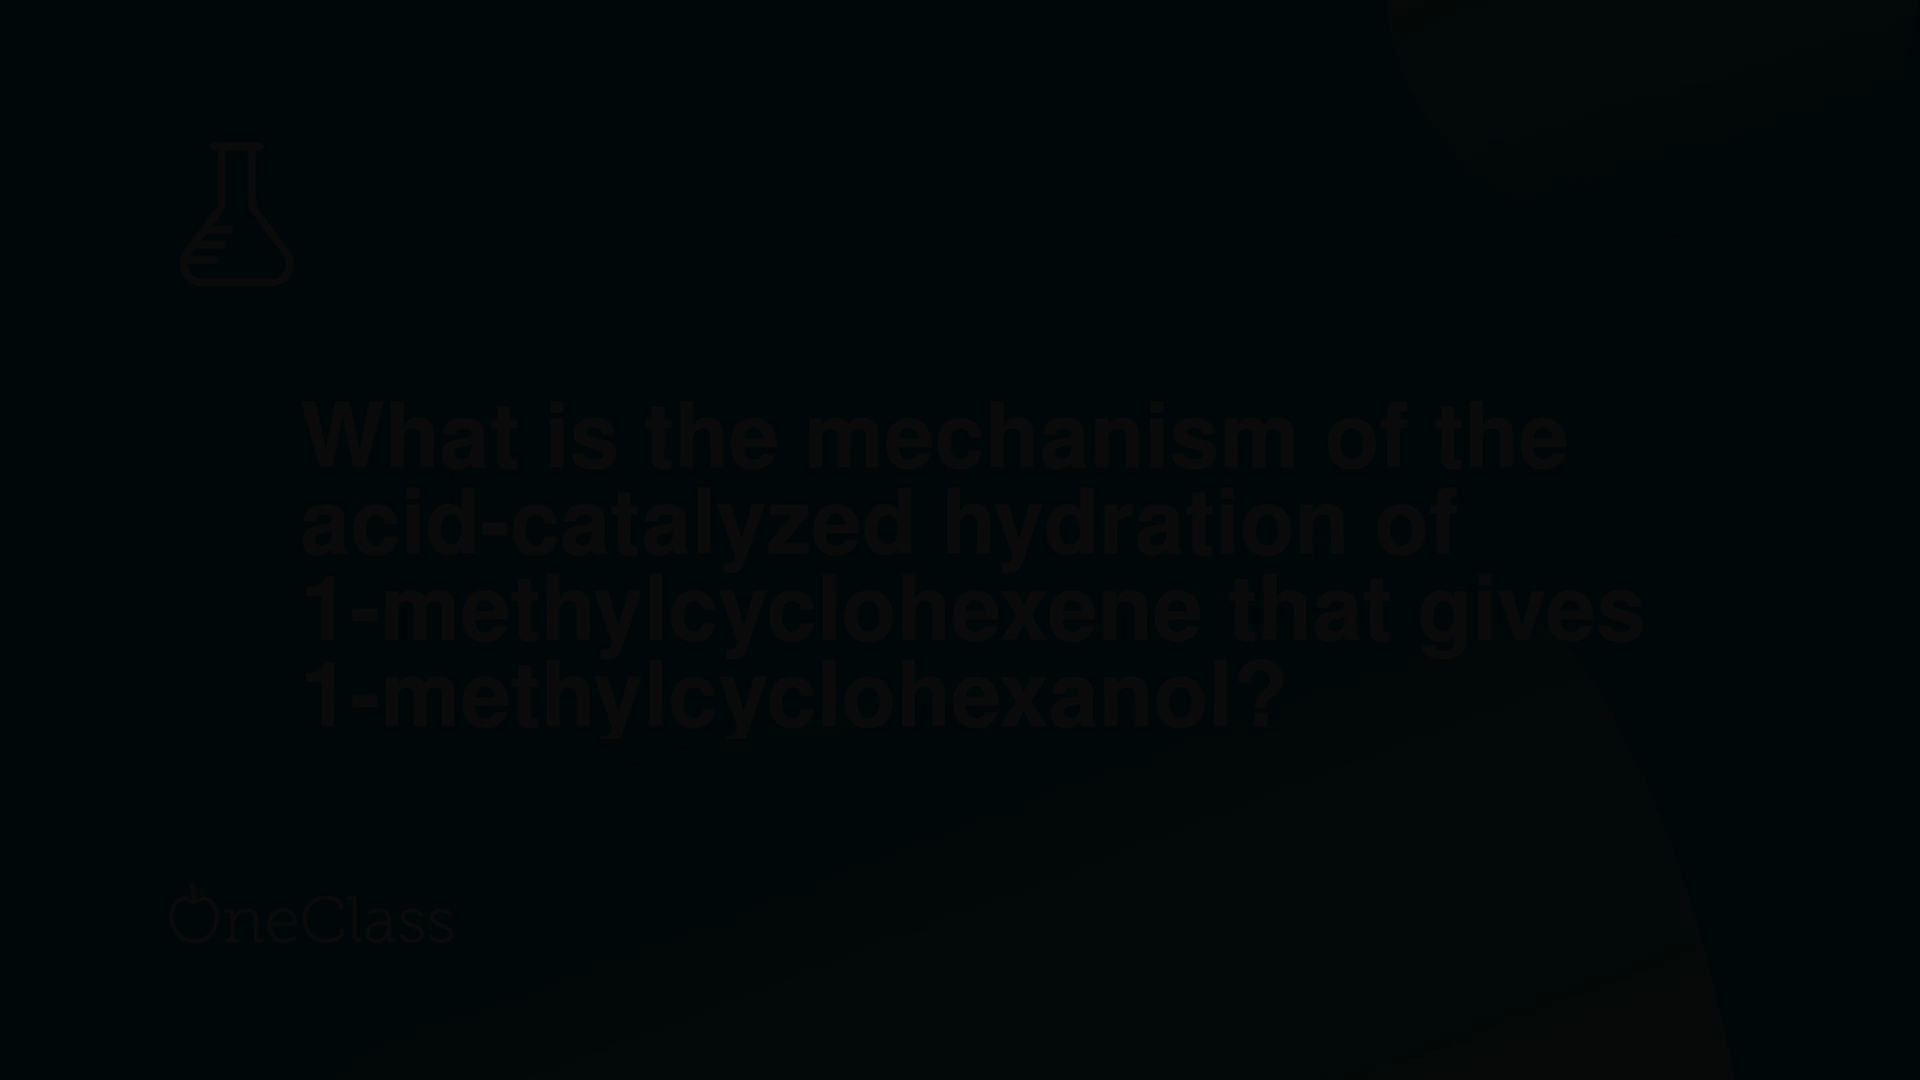 What is the mechanism of the
acid-catalyzed hydration of
1-methylcyclohexene that gives
1-methylcyclohexanol?
OneClass